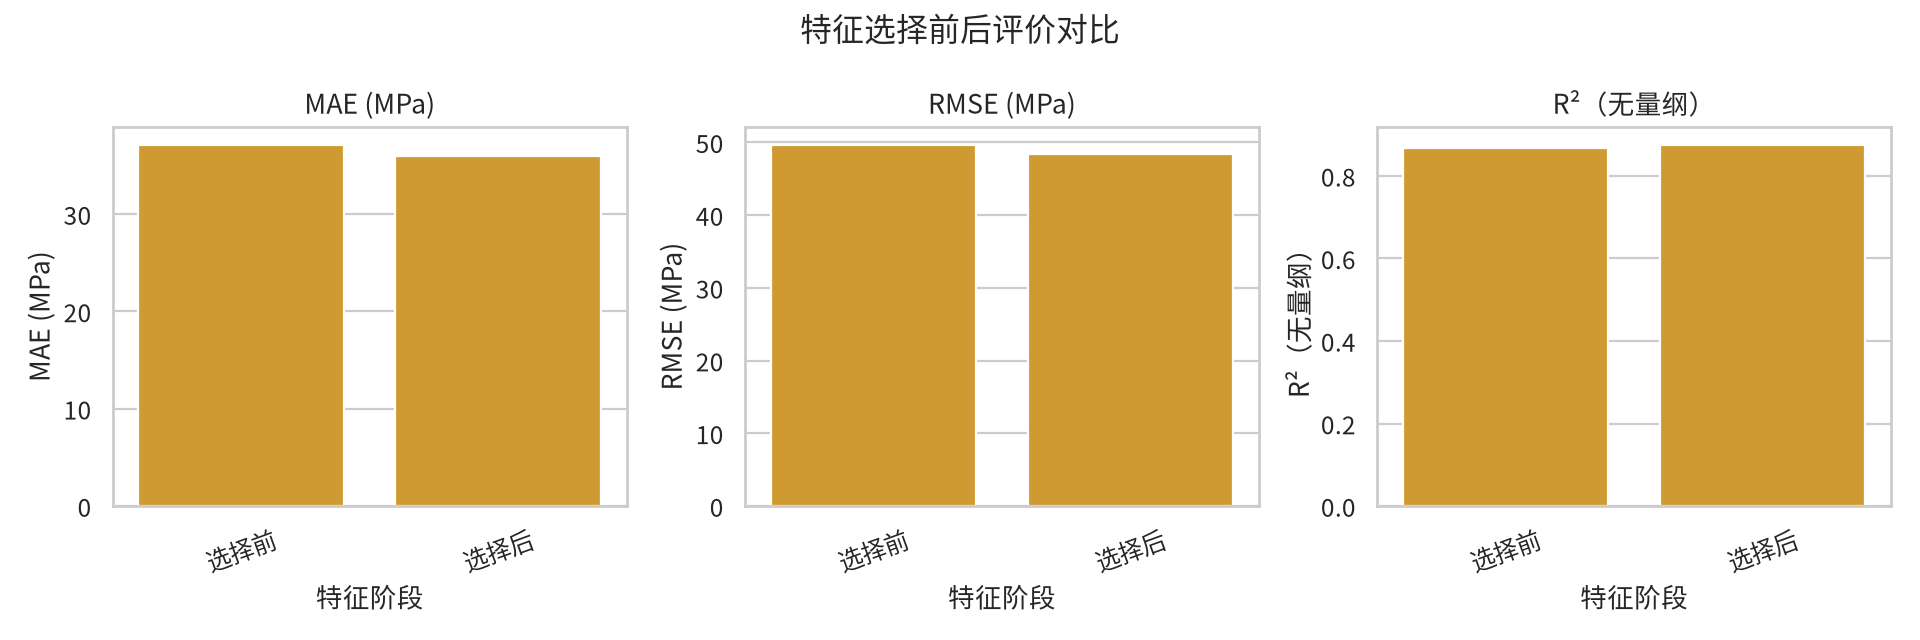 特征选择前后评价对比
MAE (MPa)
MAE (MPa)
30
20
10
0
选择前
选择后
特征阶段
RMSE (MPa)
RMSE (MPa)
50
40
30
20
10
0
选择前
选择后
特征阶段
R²（无量纲）
R²（无量纲）
0.8
0.6
0.4
0.2
0.0
选择前
选择后
特征阶段